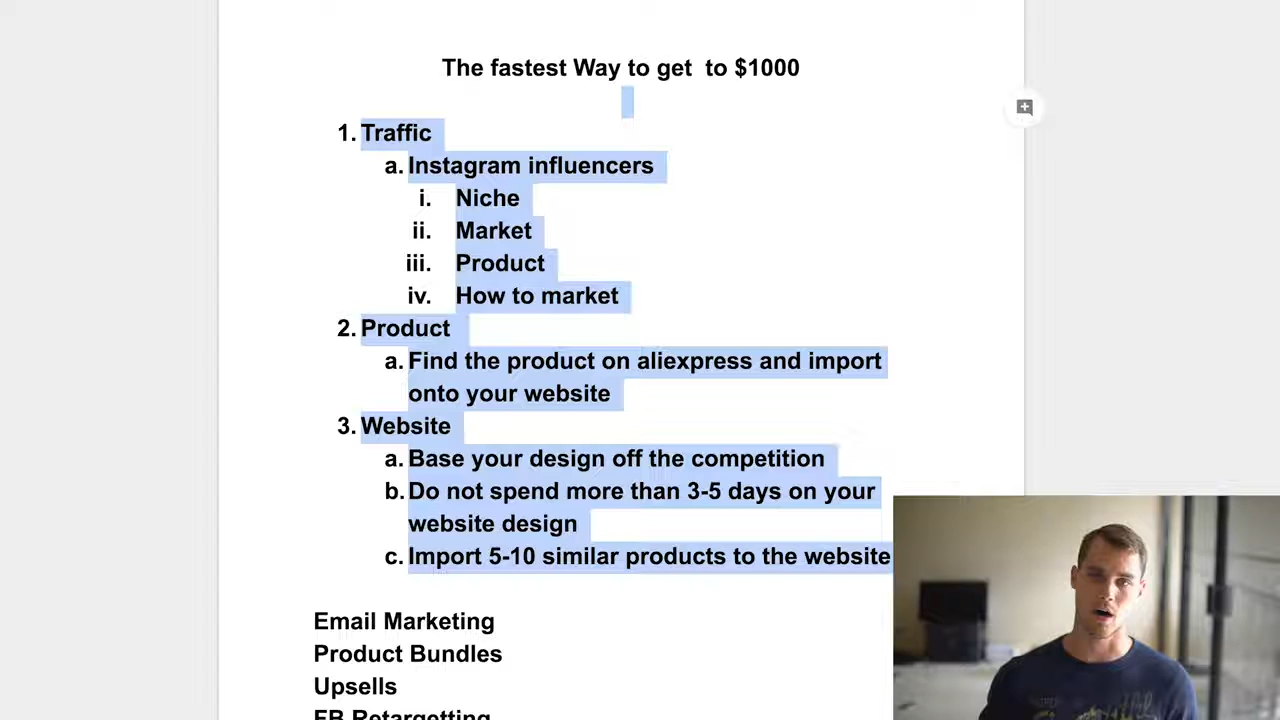 The fastest Way to get  to $1000
1. Traffic
a. Instagram influencers
i. Niche
ii. Market
iii. Product
iv. How to market
2. Product
a. Find the product on aliexpress and import
onto your website
3. Website
a. Base your design off the competition
b. Do not spend more than 3-5 days on your
website design
c. Import 5-10 similar products to the website
Email Marketing
Product Bundles
Upsells
FB Retargetting